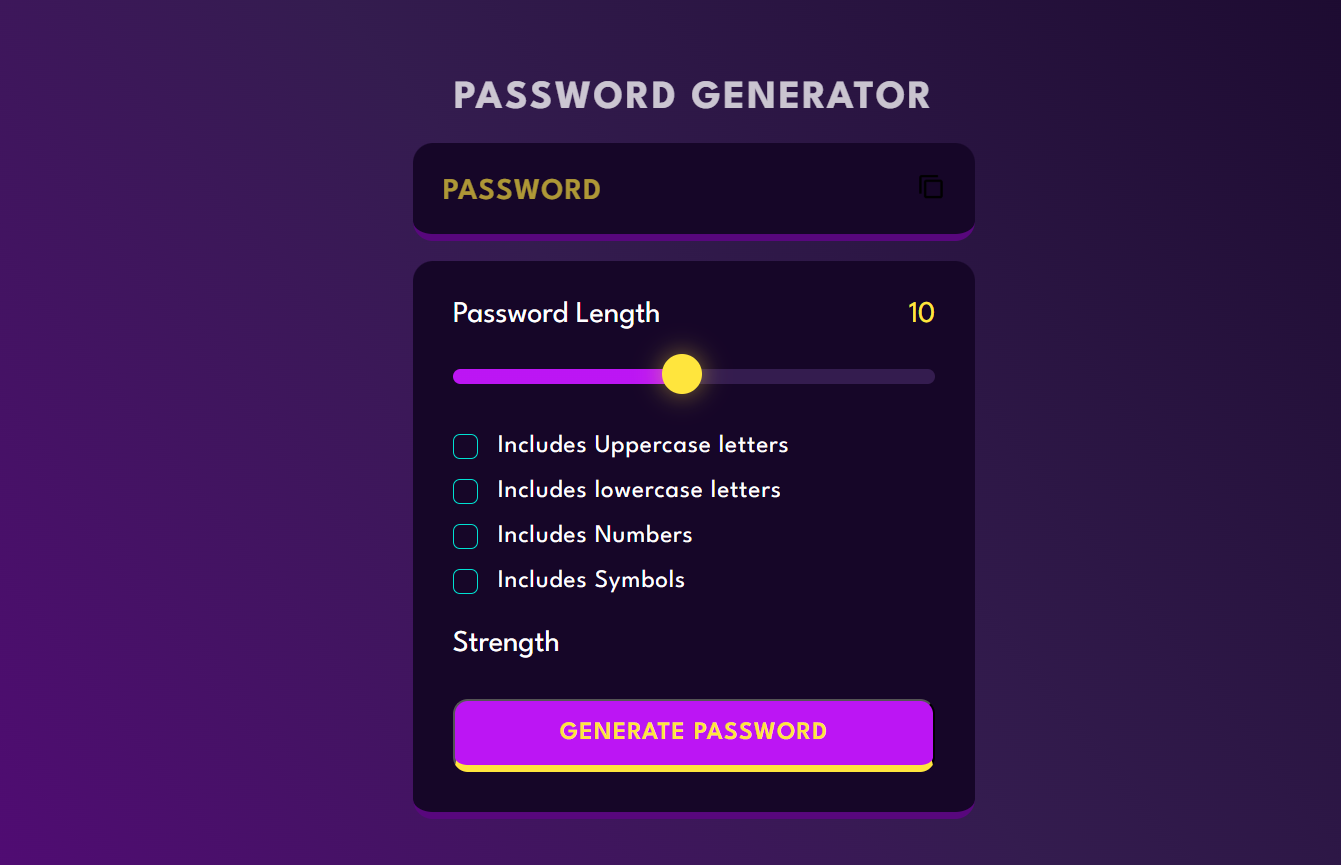 PASSWORD GENERATOR
PASSWORD
Password Length 10
Includes Uppercase letters
Includes lowercase letters
Includes Numbers
Includes Symbols
Strength
GENERATE PASSWORD